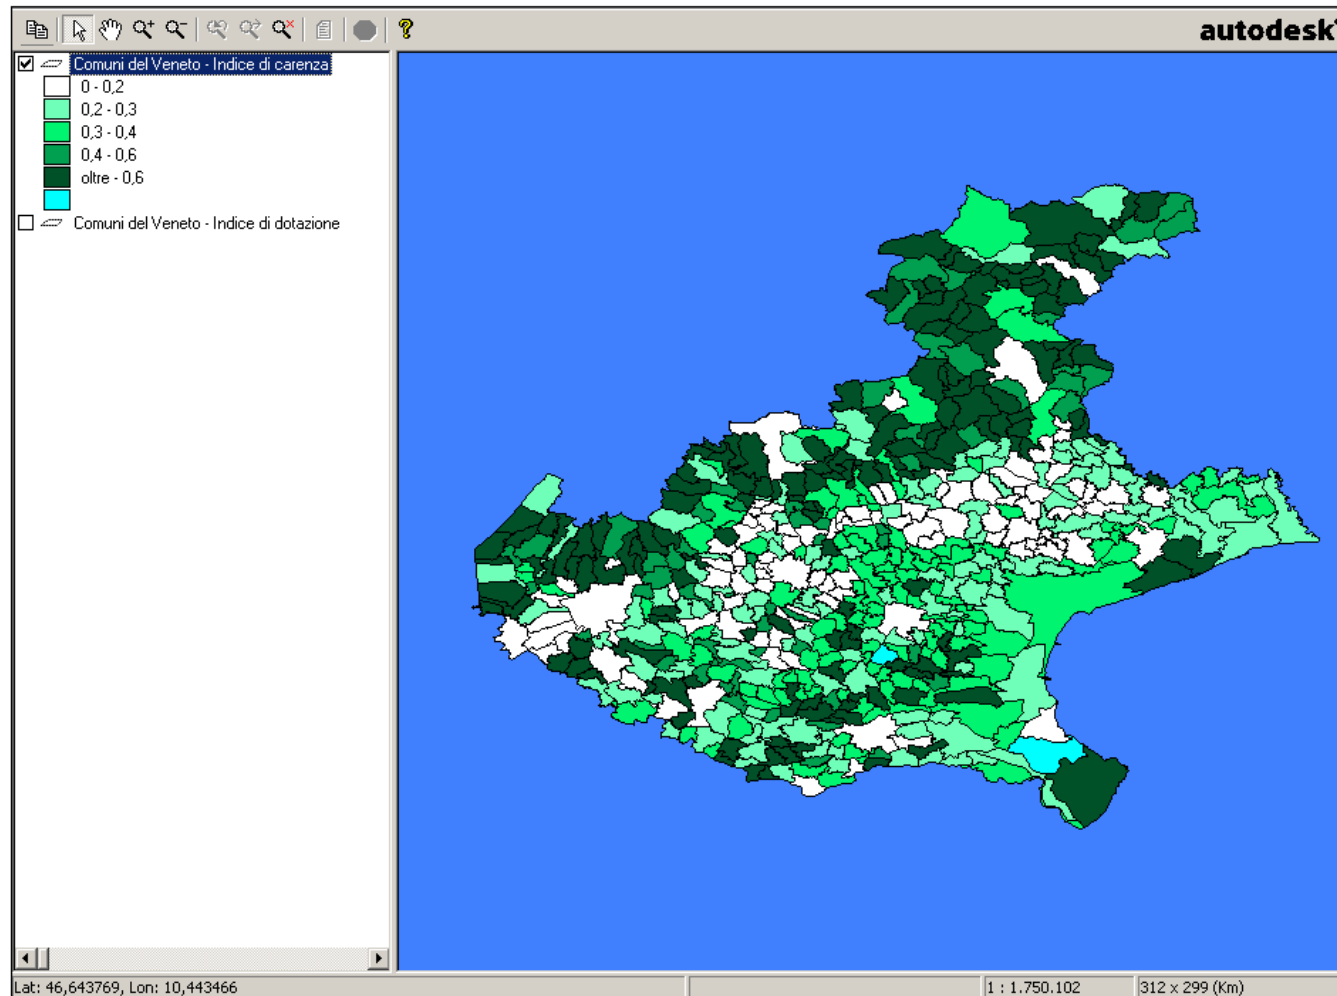 autodesk
Comuni del Veneto - Indice di carenza
0 - 0,2
0,2 - 0,3
0,3 - 0,4
0,4 - 0,6
oltre - 0,6
Comuni del Veneto - Indice di dotazione
Lat: 46,643769, Lon: 10,443466
1 : 1.750.102
312 x 299 (Km)